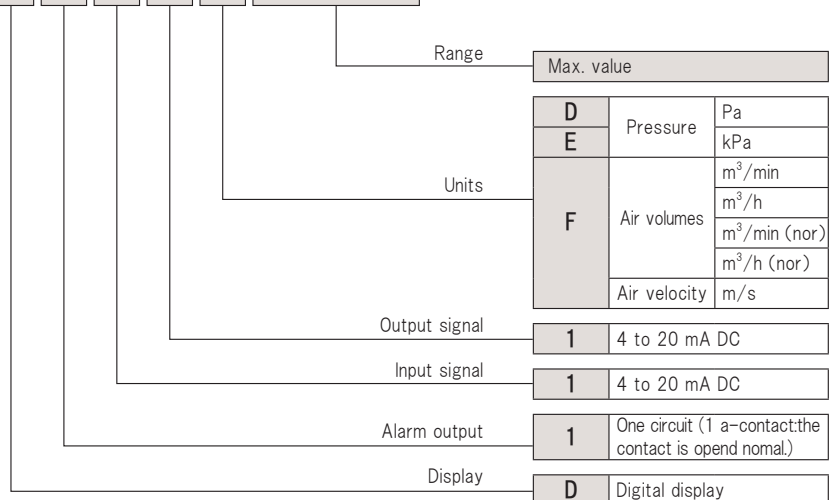 Range
Max. value
D
Pressure
Pa
E
kPa
Units
F
Air volumes
m³/min
m³/h
m³/min (nor)
m³/h (nor)
Air velocity
m/s
Output signal
1
4 to 20 mA DC
Input signal
1
4 to 20 mA DC
Alarm output
1
One circuit (1 a-contact:the
contact is opend nomal.)
Display
D
Digital display